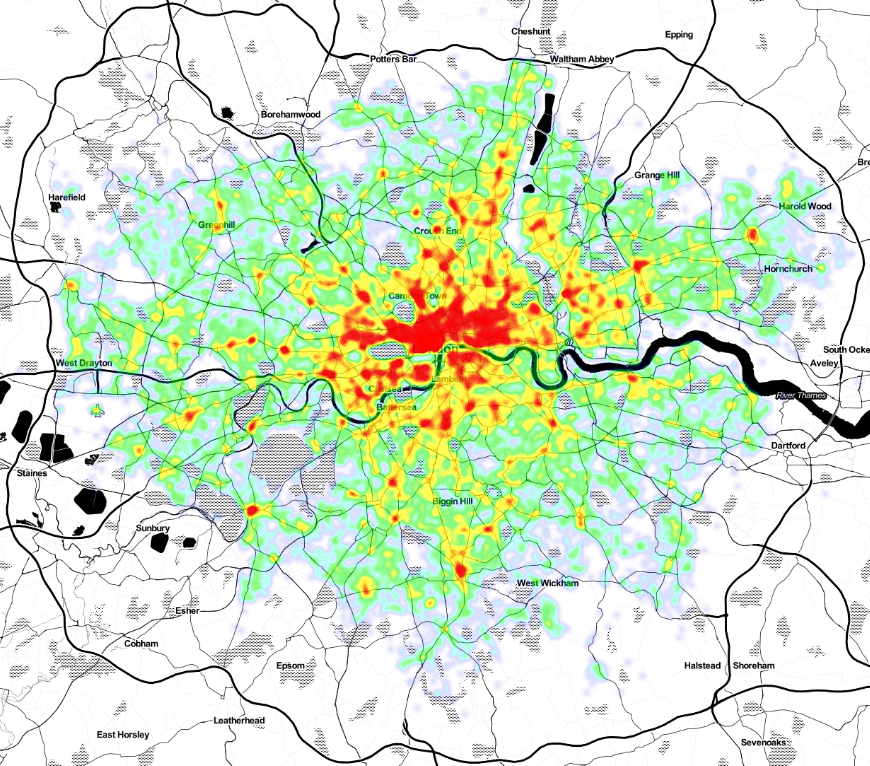 Cheshunt
Epping
Potters Bar
Waltham Abbey
Borehamwood
Grange Hill
Harefield
Harold Wood
Greenhill
Crouch End
Hornchurch
Camden Town
South Ocke
West Drayton
Aveley
Lambeth
Chelsea
River Thames
Battersea
Dartford
Staines
Biggin Hill
Sunbury
West Wickham
Esher
Cobham
Epsom
Halstead
Shoreham
Leatherhead
East Horsley
Sevenoaks